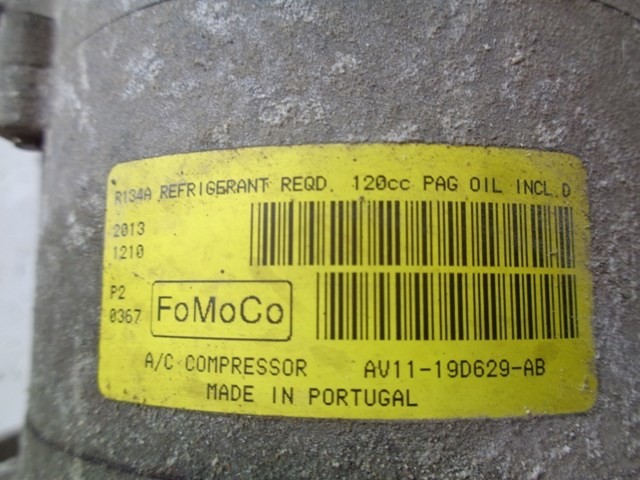 R134A REFRIGERANT REQD. 120cc PAG OIL INCL.D
2013
1210
P2
0367
FoMoCo
A/C COMPRESSOR AV11-19D629-AB
MADE IN PORTUGAL